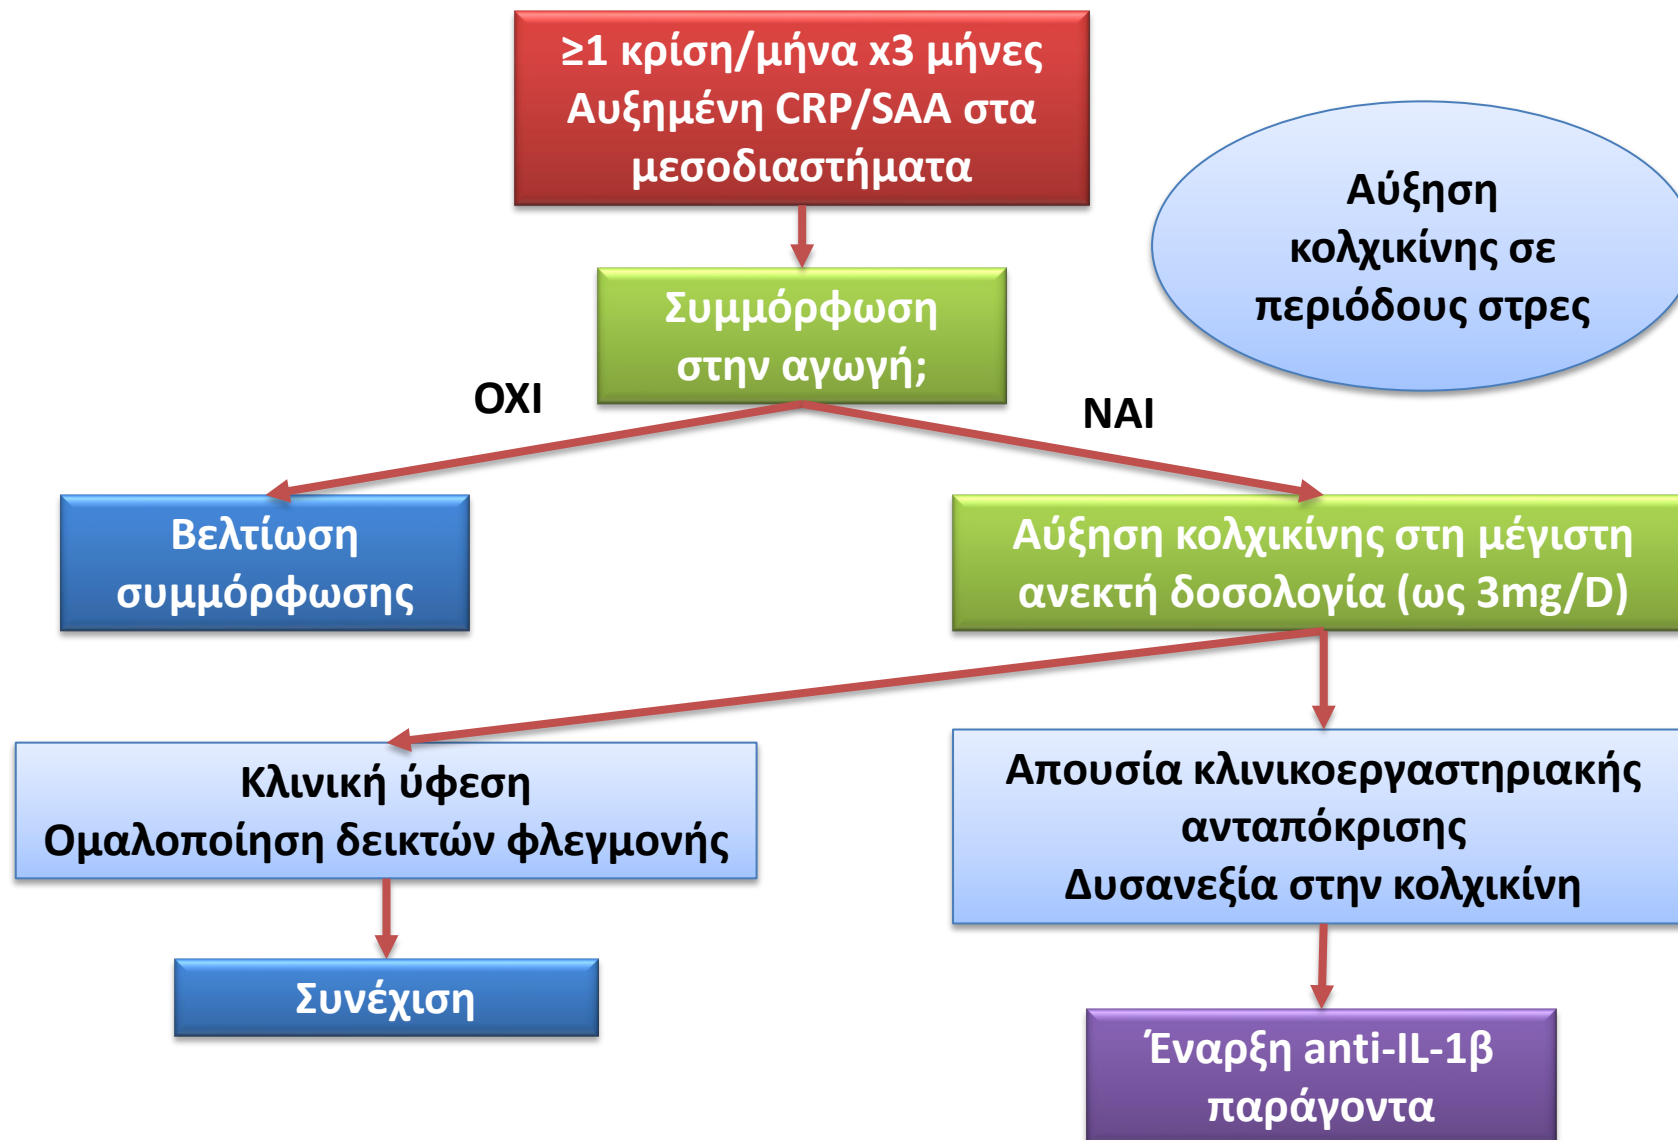 ≥1 κρίση/μήνα x3 μήνες
Αυξημένη CRP/SAA στα
μεσοδιαστήματα
Αύξηση
κολχικίνης σε
περιόδους στρες
Συμμόρφωση
στην αγωγή;
ΟΧΙ
ΝΑΙ
Βελτίωση
συμμόρφωσης
Αύξηση κολχικίνης στη μέγιστη
ανεκτή δοσολογία (ως 3mg/D)
Κλινική ύφεση
Ομαλοποίηση δεικτών φλεγμονής
Απουσία κλινικοεργαστηριακής
ανταπόκρισης
Δυσανεξία στην κολχικίνη
Συνέχιση
Έναρξη anti-IL-1β
παράγοντα